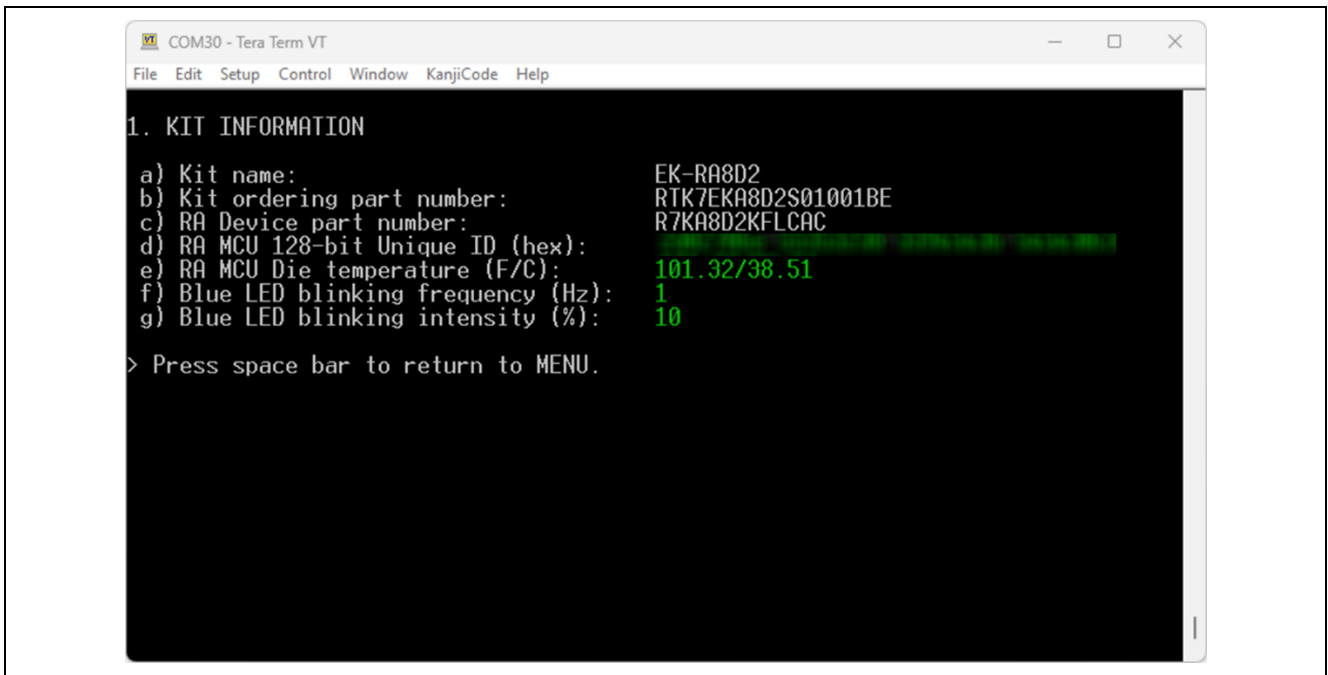 COM30 - Tera Term VT
File Edit Setup Control Window KanjiCode Help
1. KIT INFORMATION
a) Kit name: EK-RA8D2
b) Kit ordering part number: RTK7EKA8D2S01001BE
c) RA Device part number: R7KA8D2KFLCAC
d) RA MCU 128-bit Unique ID (hex):
e) RA MCU Die temperature (F/C): 101.32/38.51
f) Blue LED blinking frequency (Hz): 1
g) Blue LED blinking intensity (%): 10
> Press space bar to return to MENU.